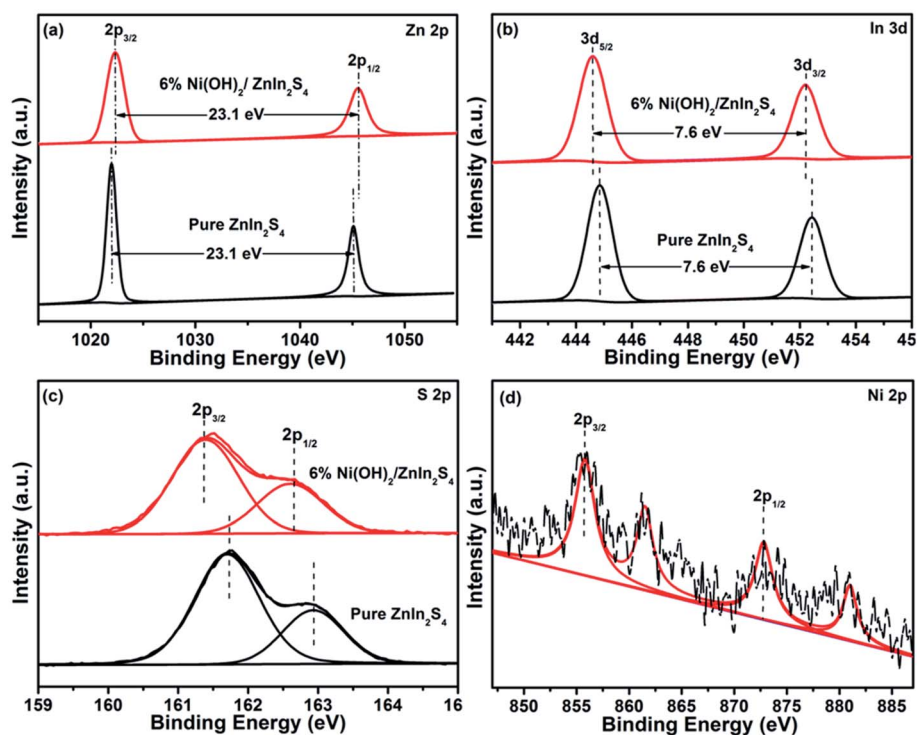 (a) Zn 2p
2p3/2
2p1/2
6% Ni(OH)2/ ZnIn2S4
23.1 eV
Pure ZnIn2S4
23.1 eV
Intensity (a.u.)
1020 1030 1040 1050
Binding Energy (eV)
(b) In 3d
3d5/2
3d3/2
6% Ni(OH)2/ZnIn2S4
7.6 eV
Pure ZnIn2S4
7.6 eV
Intensity (a.u.)
442 444 446 448 450 452 454 45
Binding Energy (eV)
(c) S 2p
2p3/2
2p1/2
6% Ni(OH)2/ZnIn2S4
Pure ZnIn2S4
Intensity (a.u.)
159 160 161 162 163 164 16
Binding Energy (eV)
(d) Ni 2p
2p3/2
2p1/2
Intensity (a.u.)
850 855 860 865 870 875 880 885
Binding Energy (eV)